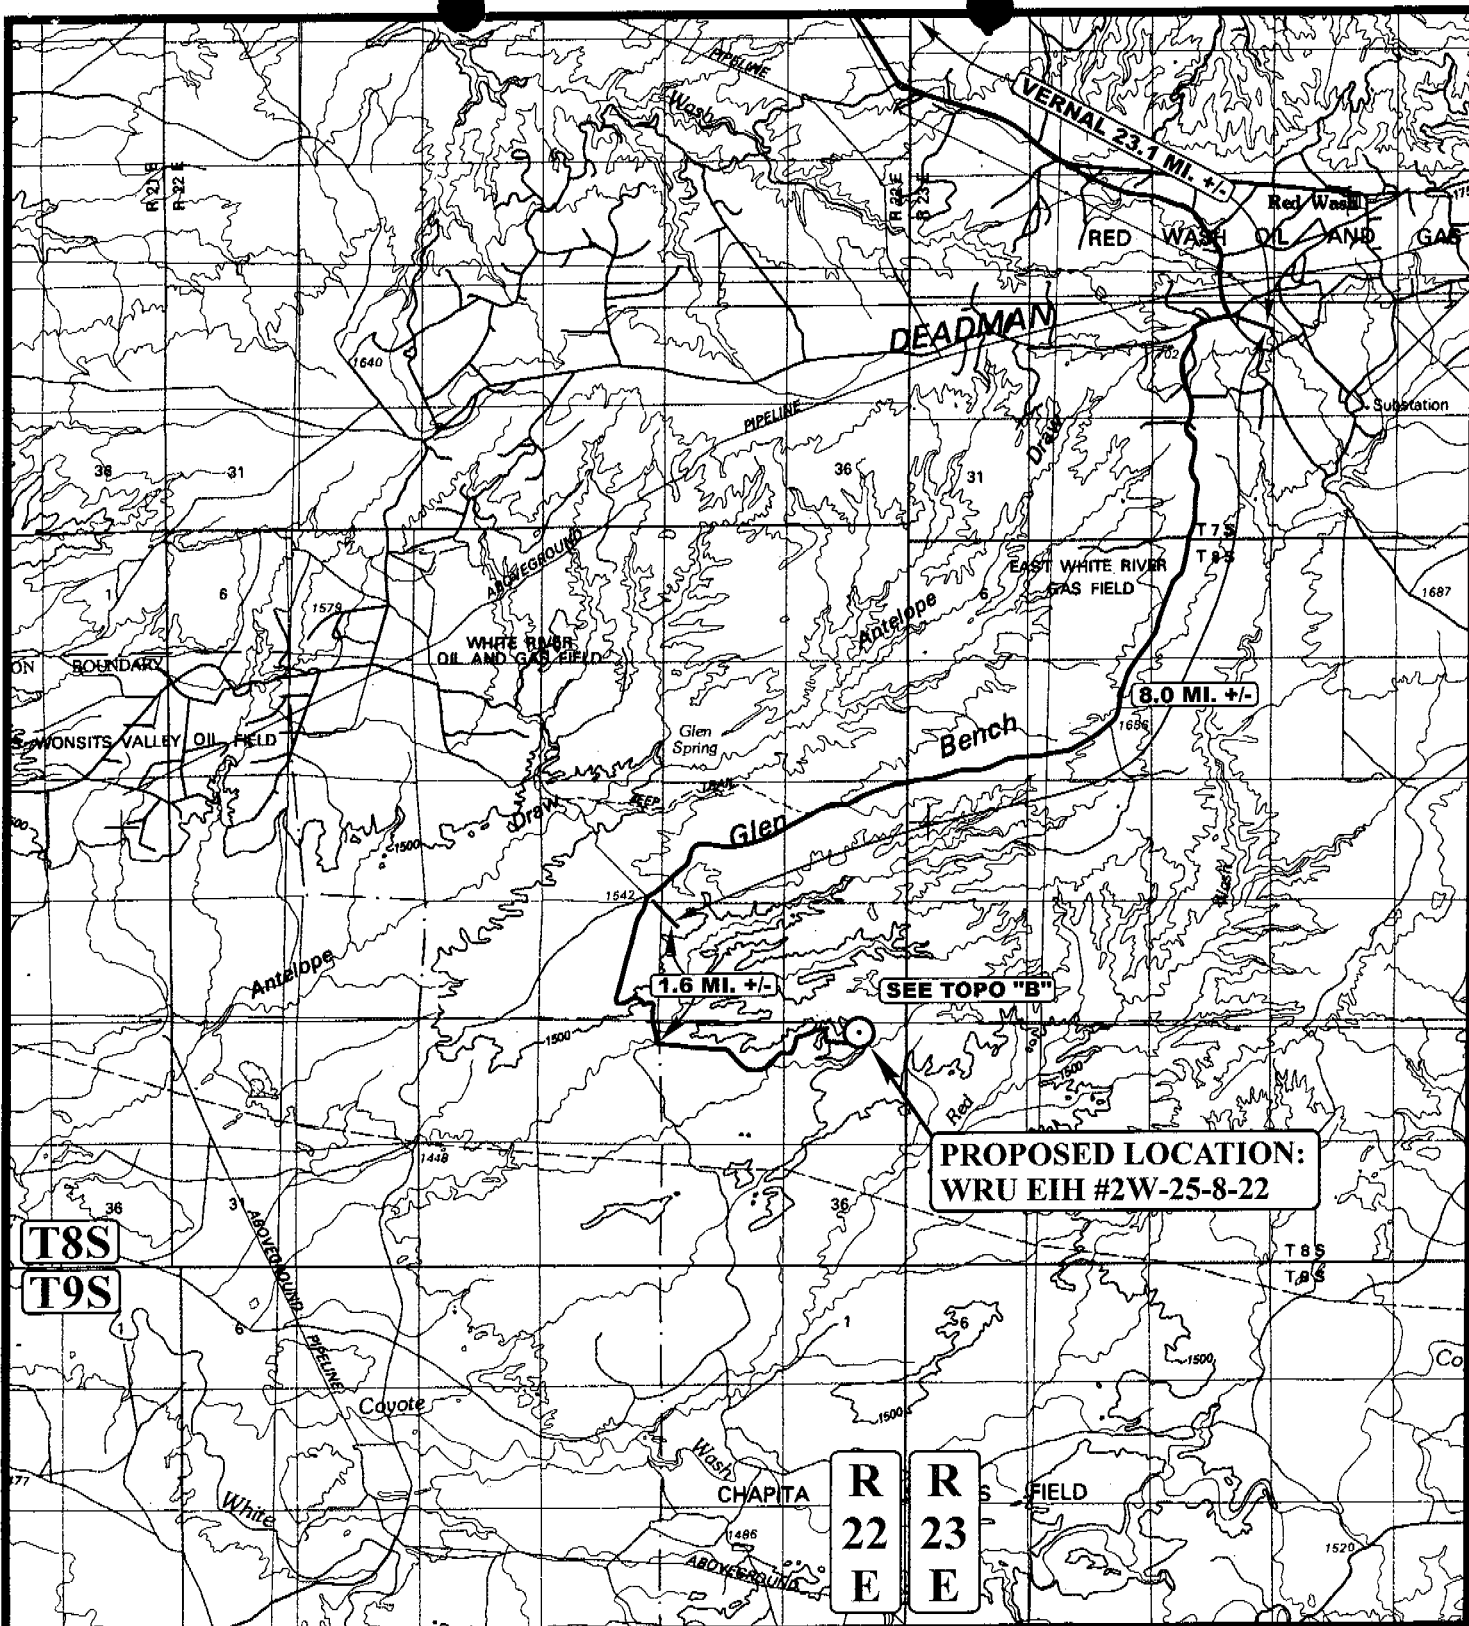 PIPELINE
Wash
VERNAL 23.1 MI. +/-
R 21 E
R 22 E
R 22 E
R 23 E
Red Wash
RED WASH OIL AND GAS
DEADMAN
1640
PIPELINE
Substation
Draw
36
31
36
31
T 7 S
T 8 S
ABOVEGROUND
EAST WHITE RIVER
GAS FIELD
1
6
1579
6
1687
Antelope
WHITE RIVER
OIL AND GAS FIELD
ON BOUNDARY
8.0 MI. +/-
1656
WONSITS VALLEY OIL FIELD
Glen
Spring
Bench
JEEP TRAIL
Draw
Glen
1500
Wash
1542
Antelope
1.6 MI. +/-
SEE TOPO "B"
1500
1500
Red
PROPOSED LOCATION:
WRU EIH #2W-25-8-22
1448
36
31
36
T8S
T9S
ABOVEGROUND PIPELINE
T 8 S
T 9 S
1
6
1
6
1500
Co
Coyote
1500
Wash
CHAPITA
S FIELD
R
22
E
R
23
E
White
1486
1520
ABOVEGROUND